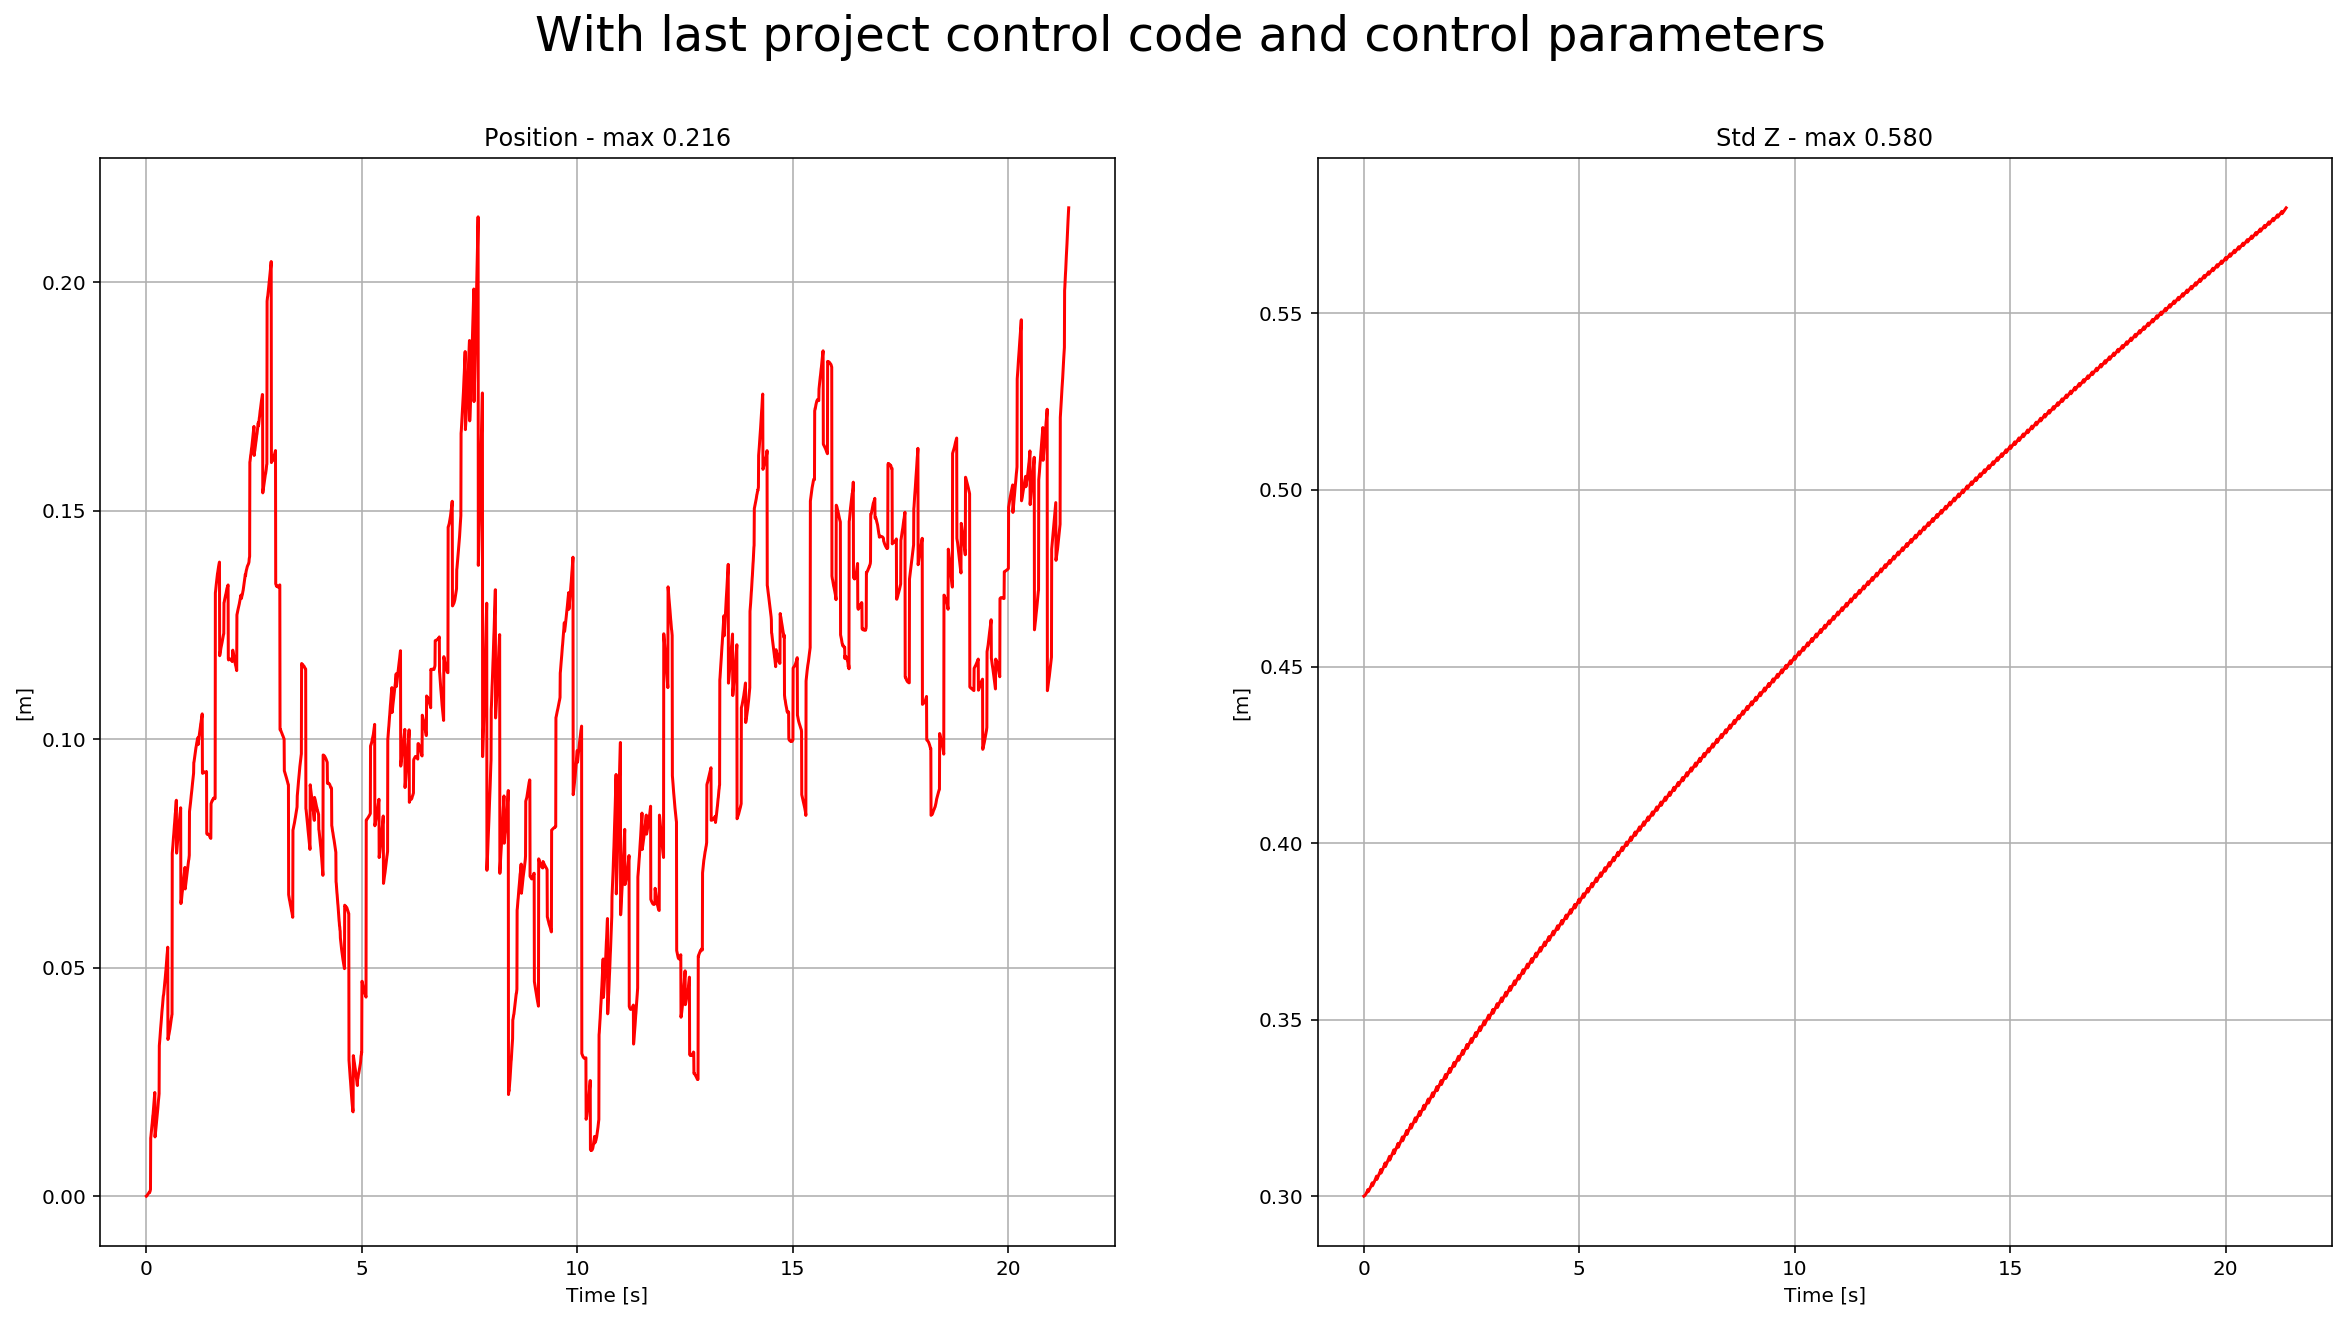 With last project control code and control parameters
Position - max 0.216
[m]
0.20
0.15
0.10
0.05
0.00
0 5 10 15 20
Time [s]
Std Z - max 0.580
[m]
0.55
0.50
0.45
0.40
0.35
0.30
0 5 10 15 20
Time [s]